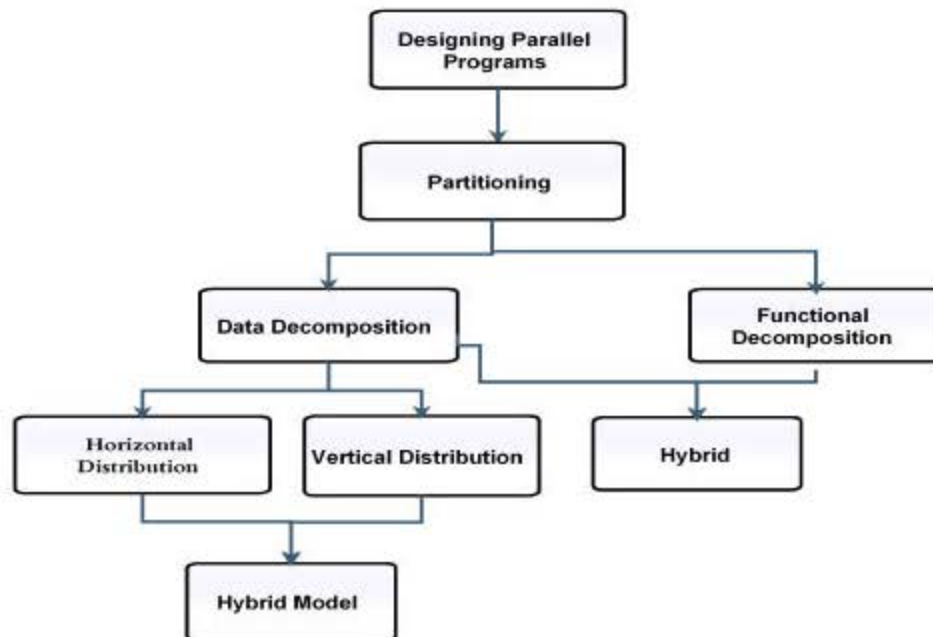 Designing Parallel
Programs
Partitioning
Data Decomposition
Functional
Decomposition
Horizontal
Distribution
Vertical Distribution
Hybrid
Hybrid Model